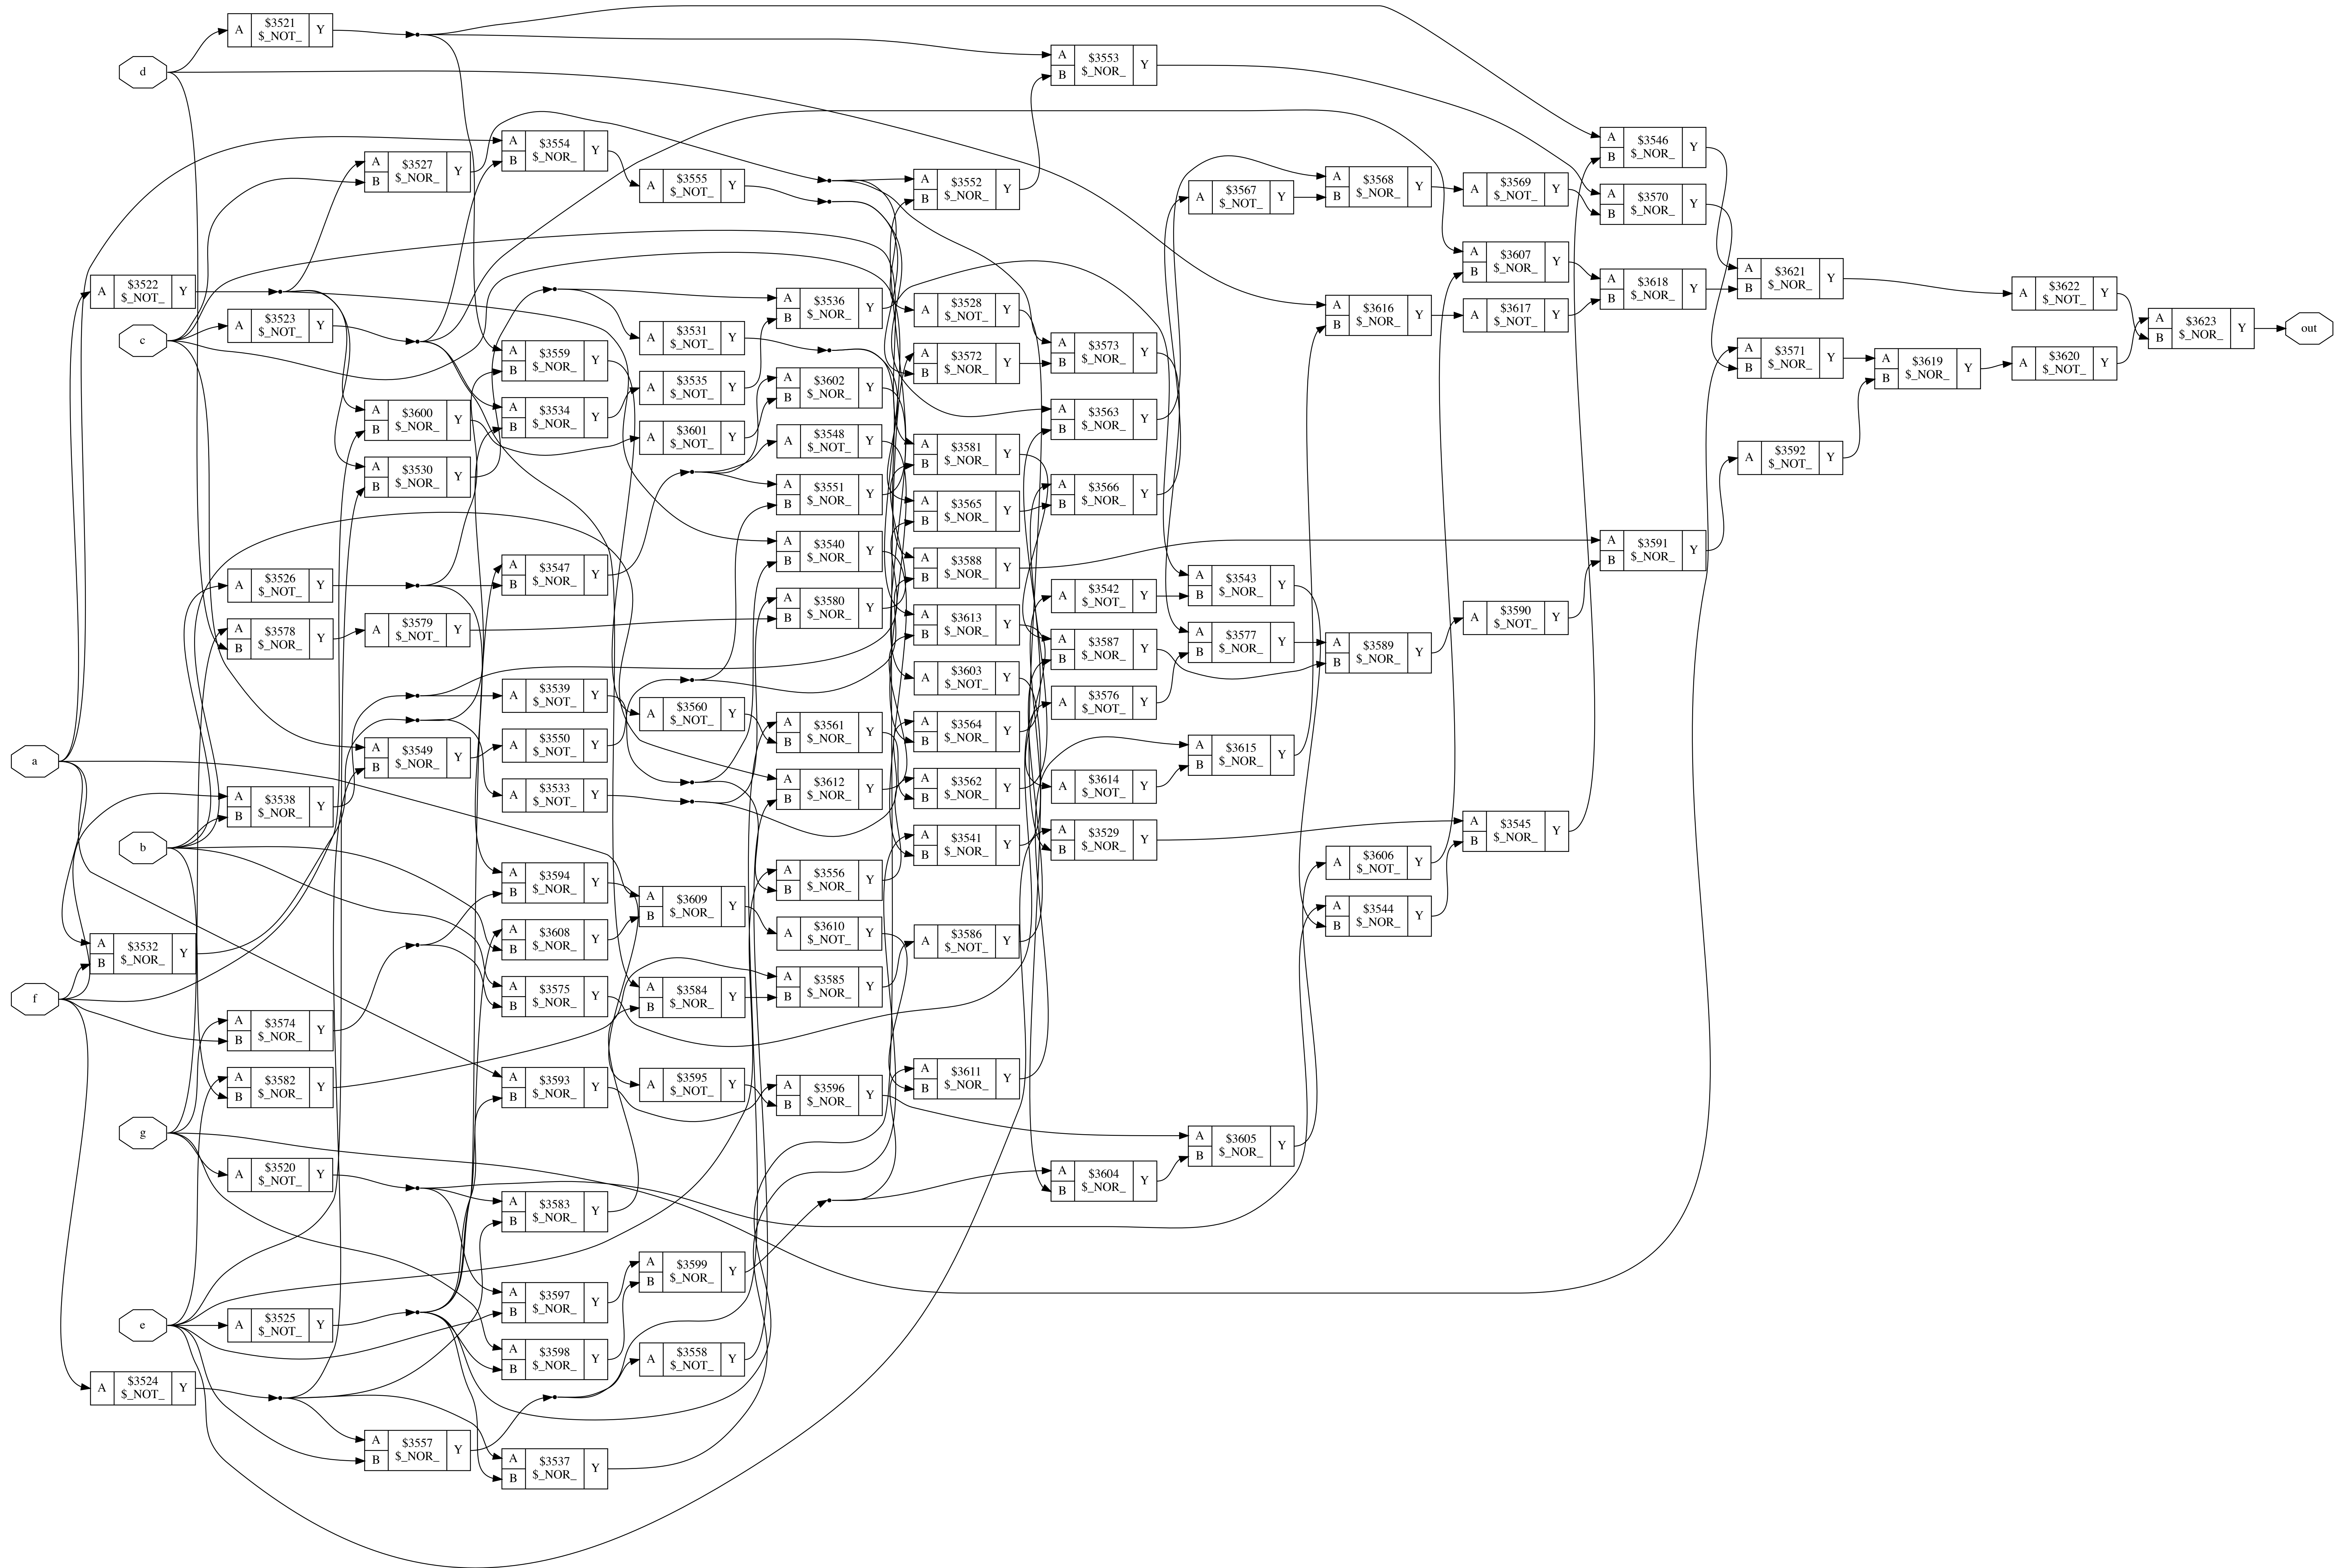 d
c
a
b
f
g
e
A $3521 $_NOT_ Y
A $3522 $_NOT_ Y
A $3523 $_NOT_ Y
A $3526 $_NOT_ Y
A B $3578 $_NOR_ Y
A B $3538 $_NOR_ Y
A B $3532 $_NOR_ Y
A B $3574 $_NOR_ Y
A B $3582 $_NOR_ Y
A $3520 $_NOT_ Y
A $3525 $_NOT_ Y
A $3524 $_NOT_ Y
A B $3527 $_NOR_ Y
A B $3600 $_NOR_ Y
A B $3530 $_NOR_ Y
A $3579 $_NOT_ Y
A B $3549 $_NOR_ Y
A B $3557 $_NOR_ Y
A B $3554 $_NOR_ Y
A B $3559 $_NOR_ Y
A B $3534 $_NOR_ Y
A B $3547 $_NOR_ Y
A $3539 $_NOT_ Y
A $3550 $_NOT_ Y
A $3533 $_NOT_ Y
A B $3594 $_NOR_ Y
A B $3608 $_NOR_ Y
A B $3575 $_NOR_ Y
A B $3593 $_NOR_ Y
A B $3583 $_NOR_ Y
A B $3597 $_NOR_ Y
A B $3598 $_NOR_ Y
A B $3537 $_NOR_ Y
A $3555 $_NOT_ Y
A $3531 $_NOT_ Y
A $3535 $_NOT_ Y
A $3601 $_NOT_ Y
A $3560 $_NOT_ Y
A B $3609 $_NOR_ Y
A B $3584 $_NOR_ Y
A $3595 $_NOT_ Y
A B $3599 $_NOR_ Y
A $3558 $_NOT_ Y
A B $3536 $_NOR_ Y
A B $3602 $_NOR_ Y
A $3548 $_NOT_ Y
A B $3551 $_NOR_ Y
A B $3540 $_NOR_ Y
A B $3580 $_NOR_ Y
A B $3561 $_NOR_ Y
A B $3612 $_NOR_ Y
A B $3556 $_NOR_ Y
A $3610 $_NOT_ Y
A B $3585 $_NOR_ Y
A B $3596 $_NOR_ Y
A B $3552 $_NOR_ Y
A $3528 $_NOT_ Y
A B $3572 $_NOR_ Y
A B $3581 $_NOR_ Y
A B $3565 $_NOR_ Y
A B $3588 $_NOR_ Y
A B $3613 $_NOR_ Y
A $3603 $_NOT_ Y
A B $3564 $_NOR_ Y
A B $3562 $_NOR_ Y
A B $3541 $_NOR_ Y
A $3586 $_NOT_ Y
A B $3611 $_NOR_ Y
A B $3553 $_NOR_ Y
A B $3573 $_NOR_ Y
A B $3563 $_NOR_ Y
A B $3566 $_NOR_ Y
A $3542 $_NOT_ Y
A B $3587 $_NOR_ Y
A $3576 $_NOT_ Y
A $3614 $_NOT_ Y
A B $3529 $_NOR_ Y
A B $3604 $_NOR_ Y
A $3567 $_NOT_ Y
A B $3543 $_NOR_ Y
A B $3577 $_NOR_ Y
A B $3615 $_NOR_ Y
A B $3605 $_NOR_ Y
A B $3568 $_NOR_ Y
A B $3616 $_NOR_ Y
A B $3589 $_NOR_ Y
A $3606 $_NOT_ Y
A B $3544 $_NOR_ Y
A $3569 $_NOT_ Y
A B $3607 $_NOR_ Y
A $3617 $_NOT_ Y
A $3590 $_NOT_ Y
A B $3545 $_NOR_ Y
A B $3546 $_NOR_ Y
A B $3570 $_NOR_ Y
A B $3618 $_NOR_ Y
A B $3591 $_NOR_ Y
A B $3621 $_NOR_ Y
A B $3571 $_NOR_ Y
A $3592 $_NOT_ Y
A B $3619 $_NOR_ Y
A $3622 $_NOT_ Y
A $3620 $_NOT_ Y
A B $3623 $_NOR_ Y
out